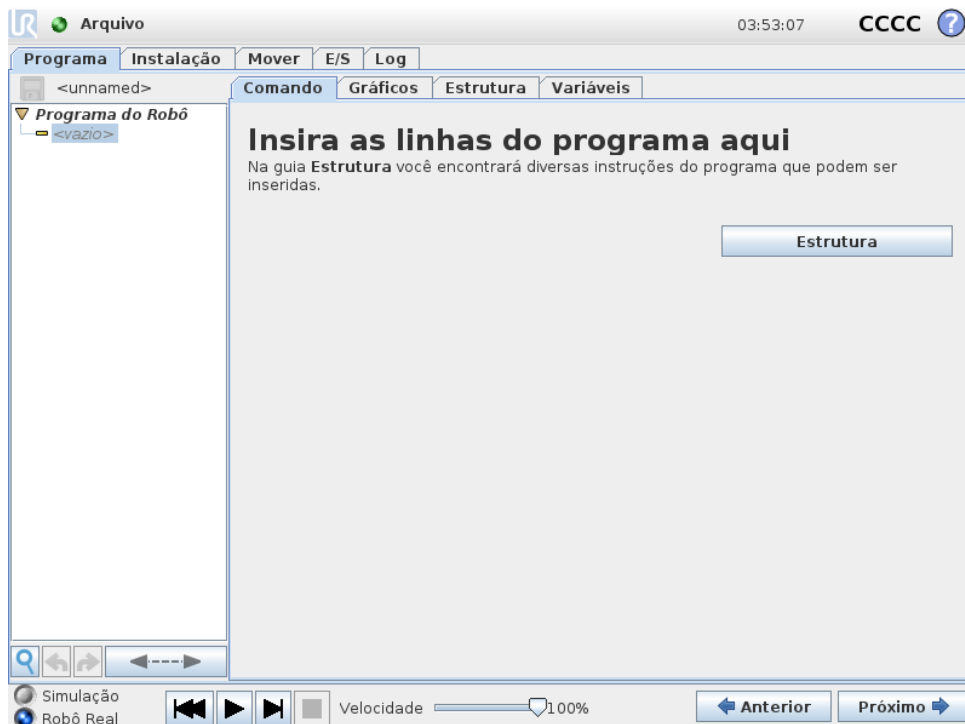 UR Arquivo 03:53:07 CCCC ?
Programa Instalação Mover E/S Log
<unnamed> Comando Gráficos Estrutura Variáveis
Programa do Robô
<vazio>
Insira as linhas do programa aqui
Na guia Estrutura você encontrará diversas instruções do programa que podem ser
inseridas.
Estrutura
Simulação
Robô Real
Velocidade 100% Anterior Próximo